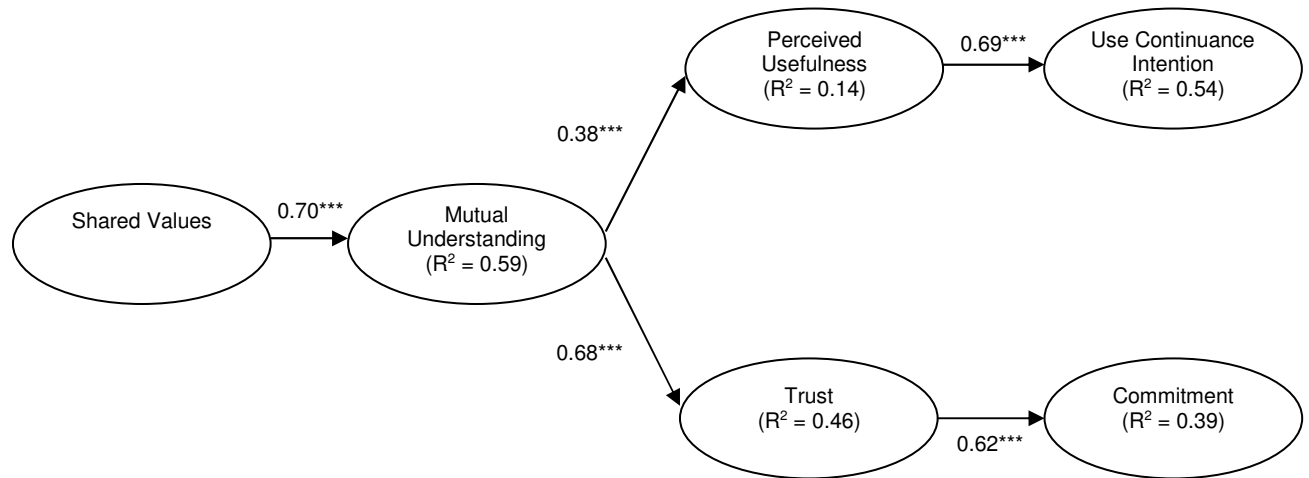 Shared Values
0.70***
Mutual
Understanding
(R² = 0.59)
0.38***
Perceived
Usefulness
(R² = 0.14)
0.69***
Use Continuance
Intention
(R² = 0.54)
0.68***
Trust
(R² = 0.46)
0.62***
Commitment
(R² = 0.39)